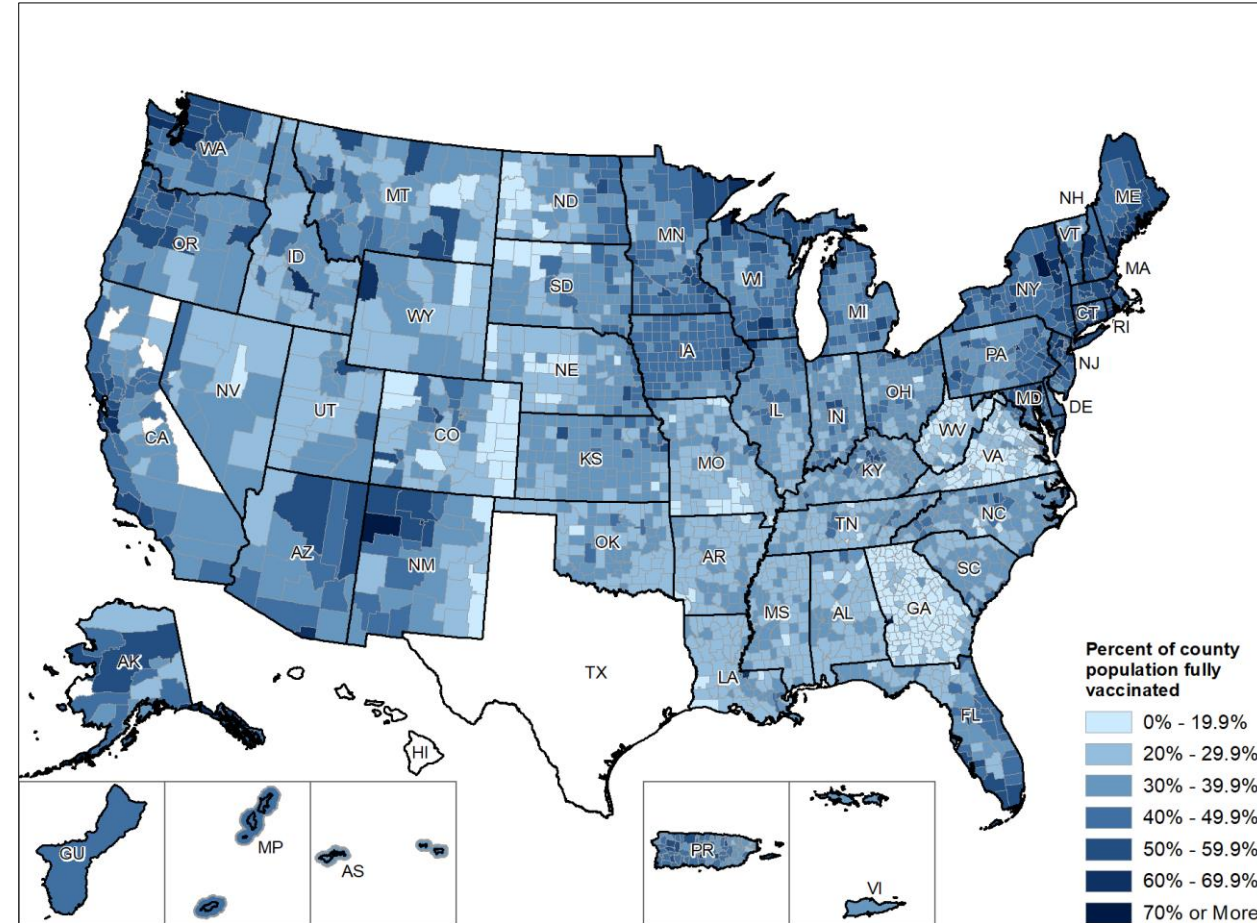 WA
MT
ND
MN
NH
ME
VT
OR
ID
SD
WI
NY
MA
WY
MI
CT
RI
IA
PA
NJ
NV
NE
OH
UT
IL
IN
MD
DE
CA
CO
WV
KS
MO
VA
KY
NC
TN
AZ
NM
OK
AR
SC
MS
AL
GA
AK
TX
LA
FL
HI
GU
MP
AS
PR
VI
Percent of county
population fully
vaccinated
0% - 19.9%
20% - 29.9%
30% - 39.9%
40% - 49.9%
50% - 59.9%
60% - 69.9%
70% or More